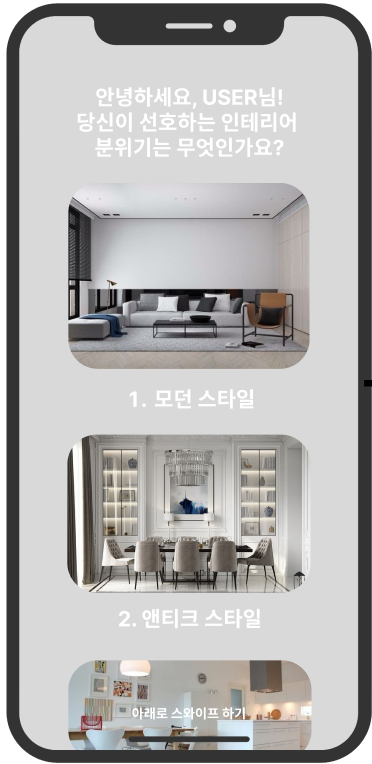 안녕하세요, USER님!
당신이 선호하는 인테리어
분위기는 무엇인가요?
1. 모던 스타일
2. 앤티크 스타일
아래로 스와이프 하기